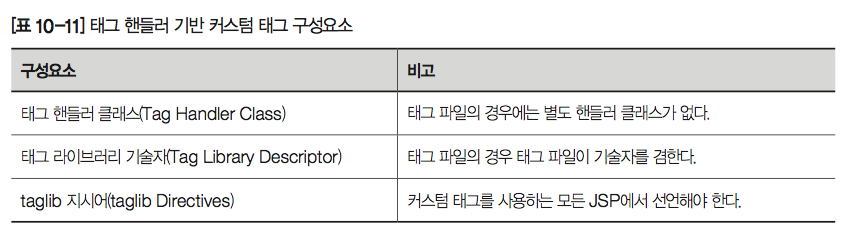 [표 10-11] 태그 핸들러 기반 커스텀 태그 구성요소
구성요소 비고
태그 핸들러 클래스(Tag Handler Class) 태그 파일의 경우에는 별도 핸들러 클래스가 없다.
태그 라이브러리 기술자(Tag Library Descriptor) 태그 파일의 경우 태그 파일이 기술자를 겸한다.
taglib 지시어(taglib Directives) 커스텀 태그를 사용하는 모든 JSP에서 선언해야 한다.